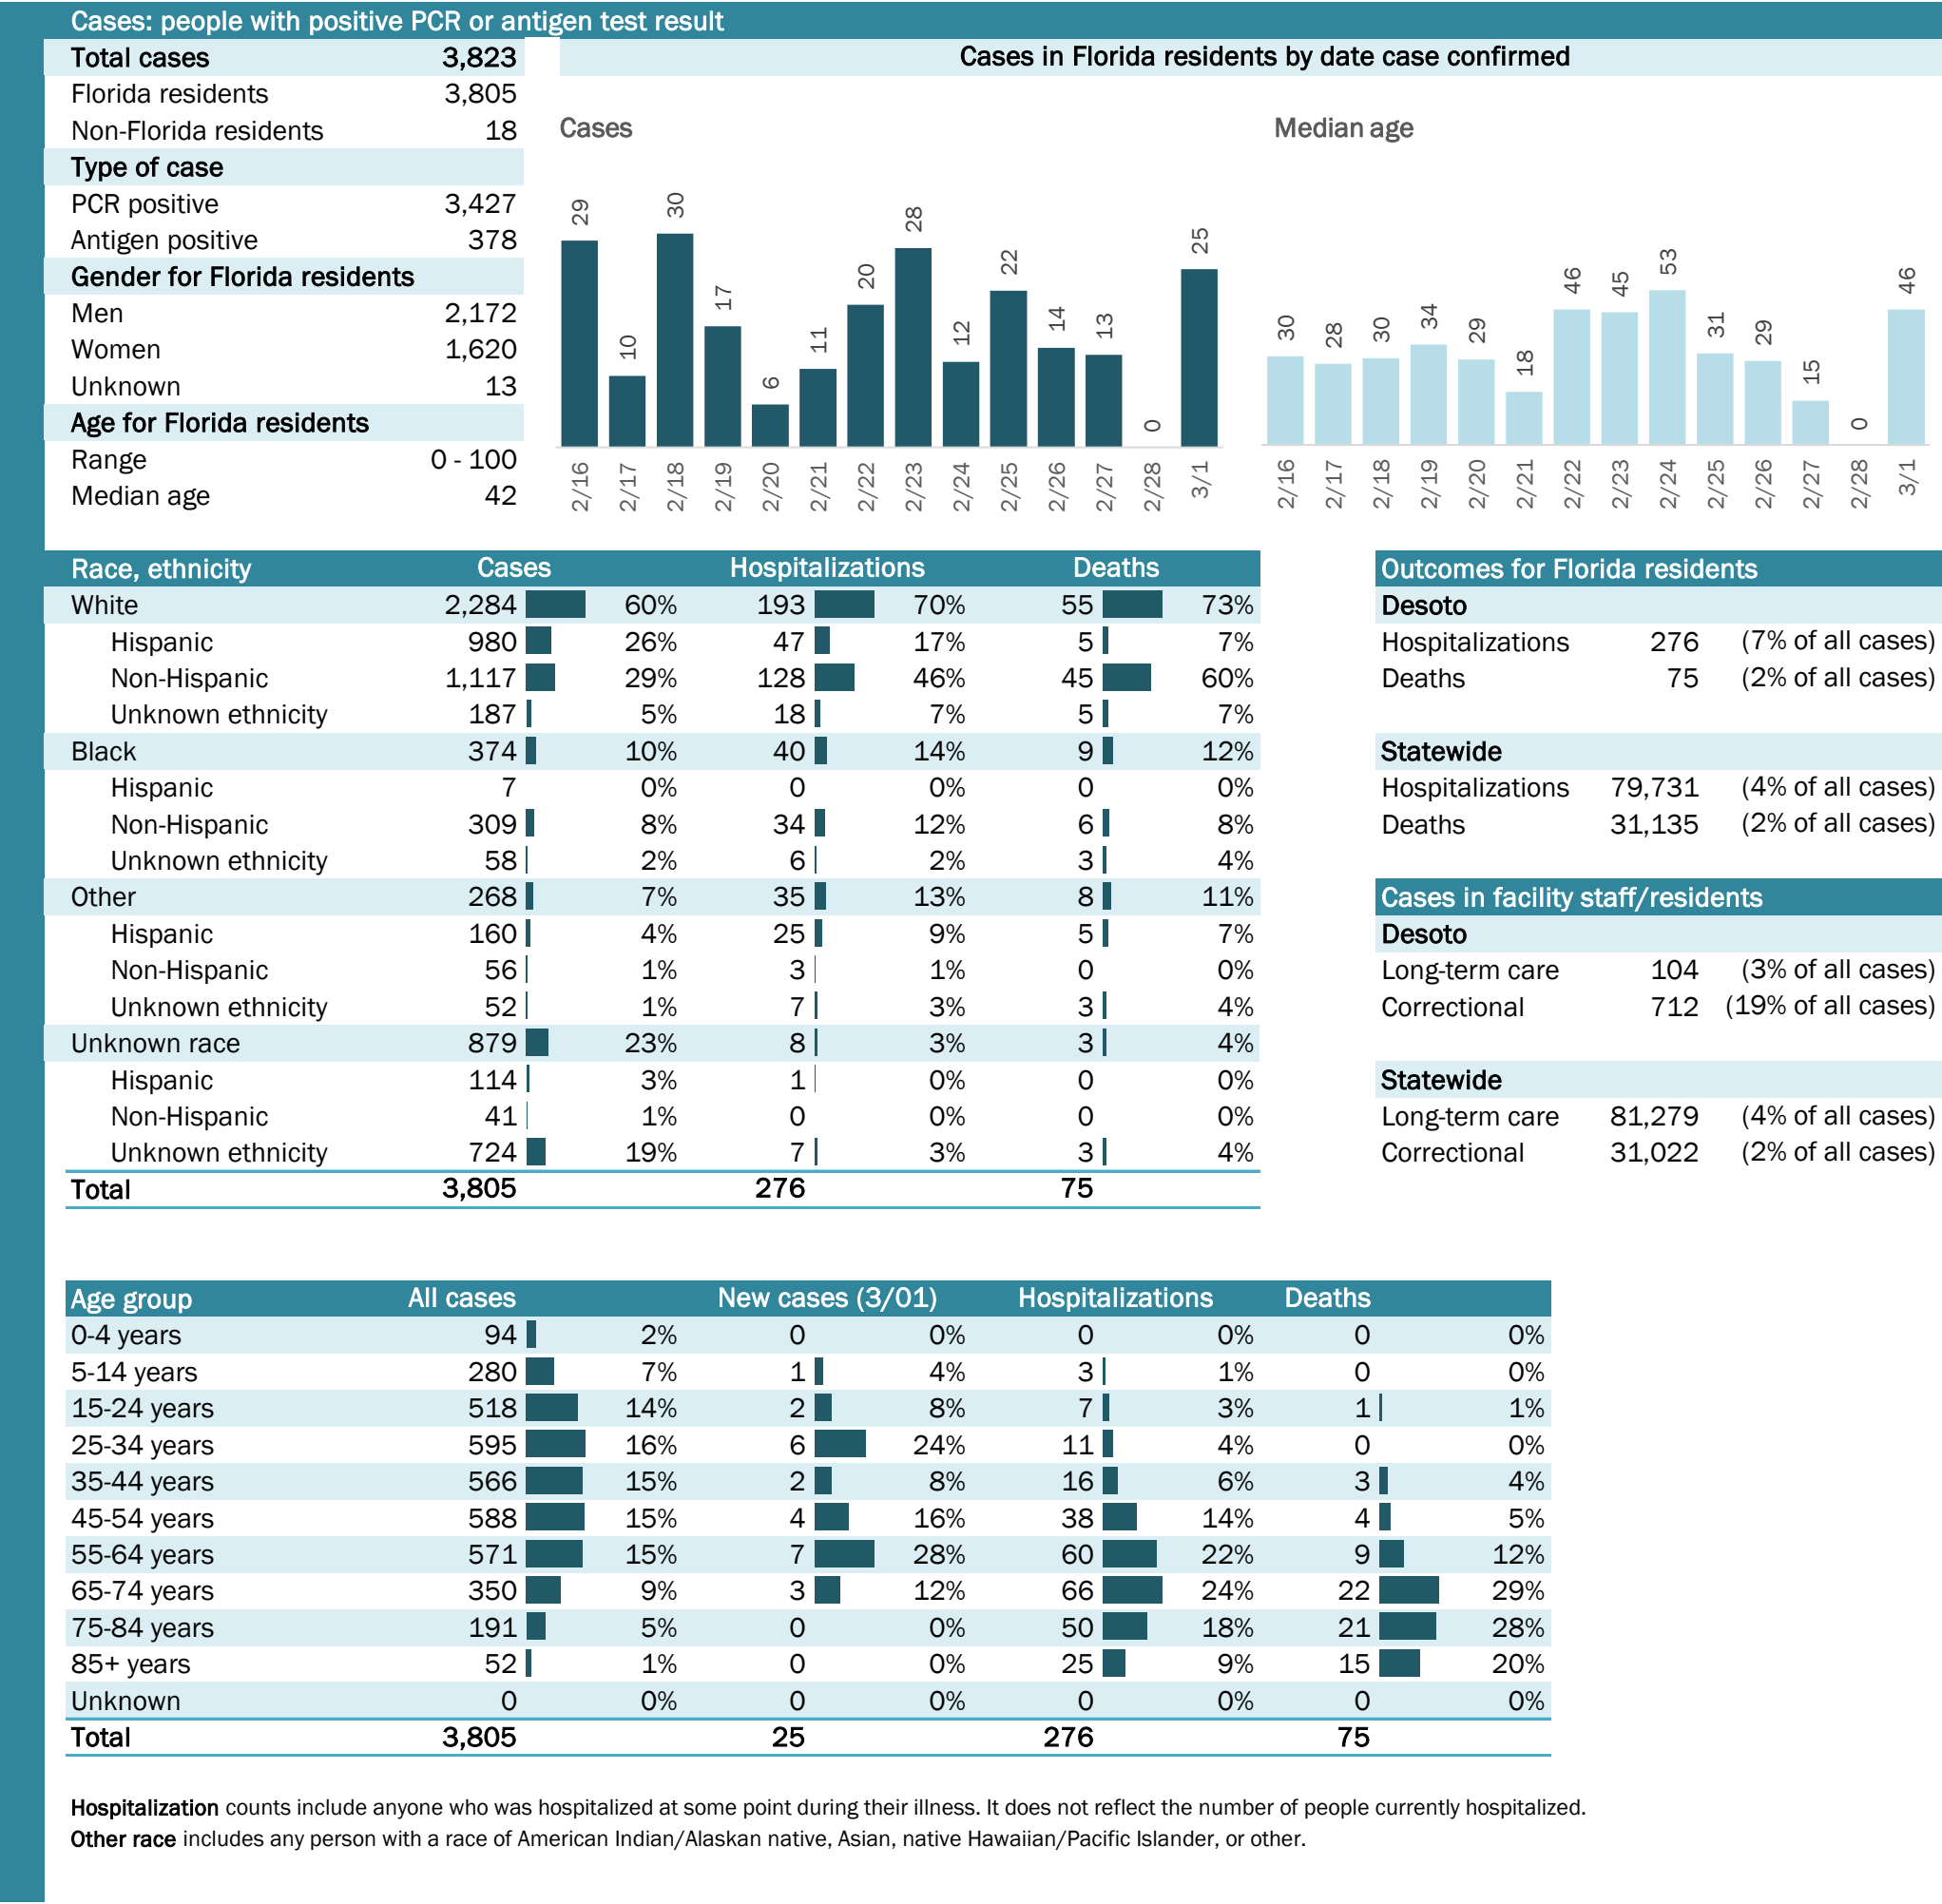 Cases: people with positive PCR or antigen test result
Total cases 3,823
Florida residents 3,805
Non-Florida residents 18
Type of case
PCR positive 3,427
Antigen positive 378
Gender for Florida residents
Men 2,172
Women 1,620
Unknown 13
Age for Florida residents
Range 0 - 100
Median age 42
Cases in Florida residents by date case confirmed
Cases
29 10 30 17 6 11 20 28 12 22 14 13 0 25
2/16 2/17 2/18 2/19 2/20 2/21 2/22 2/23 2/24 2/25 2/26 2/27 2/28 3/1
Median age
30 28 30 34 29 18 46 45 53 31 29 15 0 46
2/16 2/17 2/18 2/19 2/20 2/21 2/22 2/23 2/24 2/25 2/26 2/27 2/28 3/1
Race, ethnicity Cases Hospitalizations Deaths
White 2,284 60% 193 70% 55 73%
Hispanic 980 26% 47 17% 5 7%
Non-Hispanic 1,117 29% 128 46% 45 60%
Unknown ethnicity 187 5% 18 7% 5 7%
Black 374 10% 40 14% 9 12%
Hispanic 7 0% 0 0% 0 0%
Non-Hispanic 309 8% 34 12% 6 8%
Unknown ethnicity 58 2% 6 2% 3 4%
Other 268 7% 35 13% 8 11%
Hispanic 160 4% 25 9% 5 7%
Non-Hispanic 56 1% 3 1% 0 0%
Unknown ethnicity 52 1% 7 3% 3 4%
Unknown race 879 23% 8 3% 3 4%
Hispanic 114 3% 1 0% 0 0%
Non-Hispanic 41 1% 0 0% 0 0%
Unknown ethnicity 724 19% 7 3% 3 4%
Total 3,805 276 75
Outcomes for Florida residents
Desoto
Hospitalizations 276 (7% of all cases)
Deaths 75 (2% of all cases)
Statewide
Hospitalizations 79,731 (4% of all cases)
Deaths 31,135 (2% of all cases)
Cases in facility staff/residents
Desoto
Long-term care 104 (3% of all cases)
Correctional 712 (19% of all cases)
Statewide
Long-term care 81,279 (4% of all cases)
Correctional 31,022 (2% of all cases)
Age group All cases New cases (3/01) Hospitalizations Deaths
0-4 years 94 2% 0 0% 0 0% 0 0%
5-14 years 280 7% 1 4% 3 1% 0 0%
15-24 years 518 14% 2 8% 7 3% 1 1%
25-34 years 595 16% 6 24% 11 4% 0 0%
35-44 years 566 15% 2 8% 16 6% 3 4%
45-54 years 588 15% 4 16% 38 14% 4 5%
55-64 years 571 15% 7 28% 60 22% 9 12%
65-74 years 350 9% 3 12% 66 24% 22 29%
75-84 years 191 5% 0 0% 50 18% 21 28%
85+ years 52 1% 0 0% 25 9% 15 20%
Unknown 0 0% 0 0% 0 0% 0 0%
Total 3,805 25 276 75
Hospitalization counts include anyone who was hospitalized at some point during their illness. It does not reflect the number of people currently hospitalized.
Other race includes any person with a race of American Indian/Alaskan native, Asian, native Hawaiian/Pacific Islander, or other.